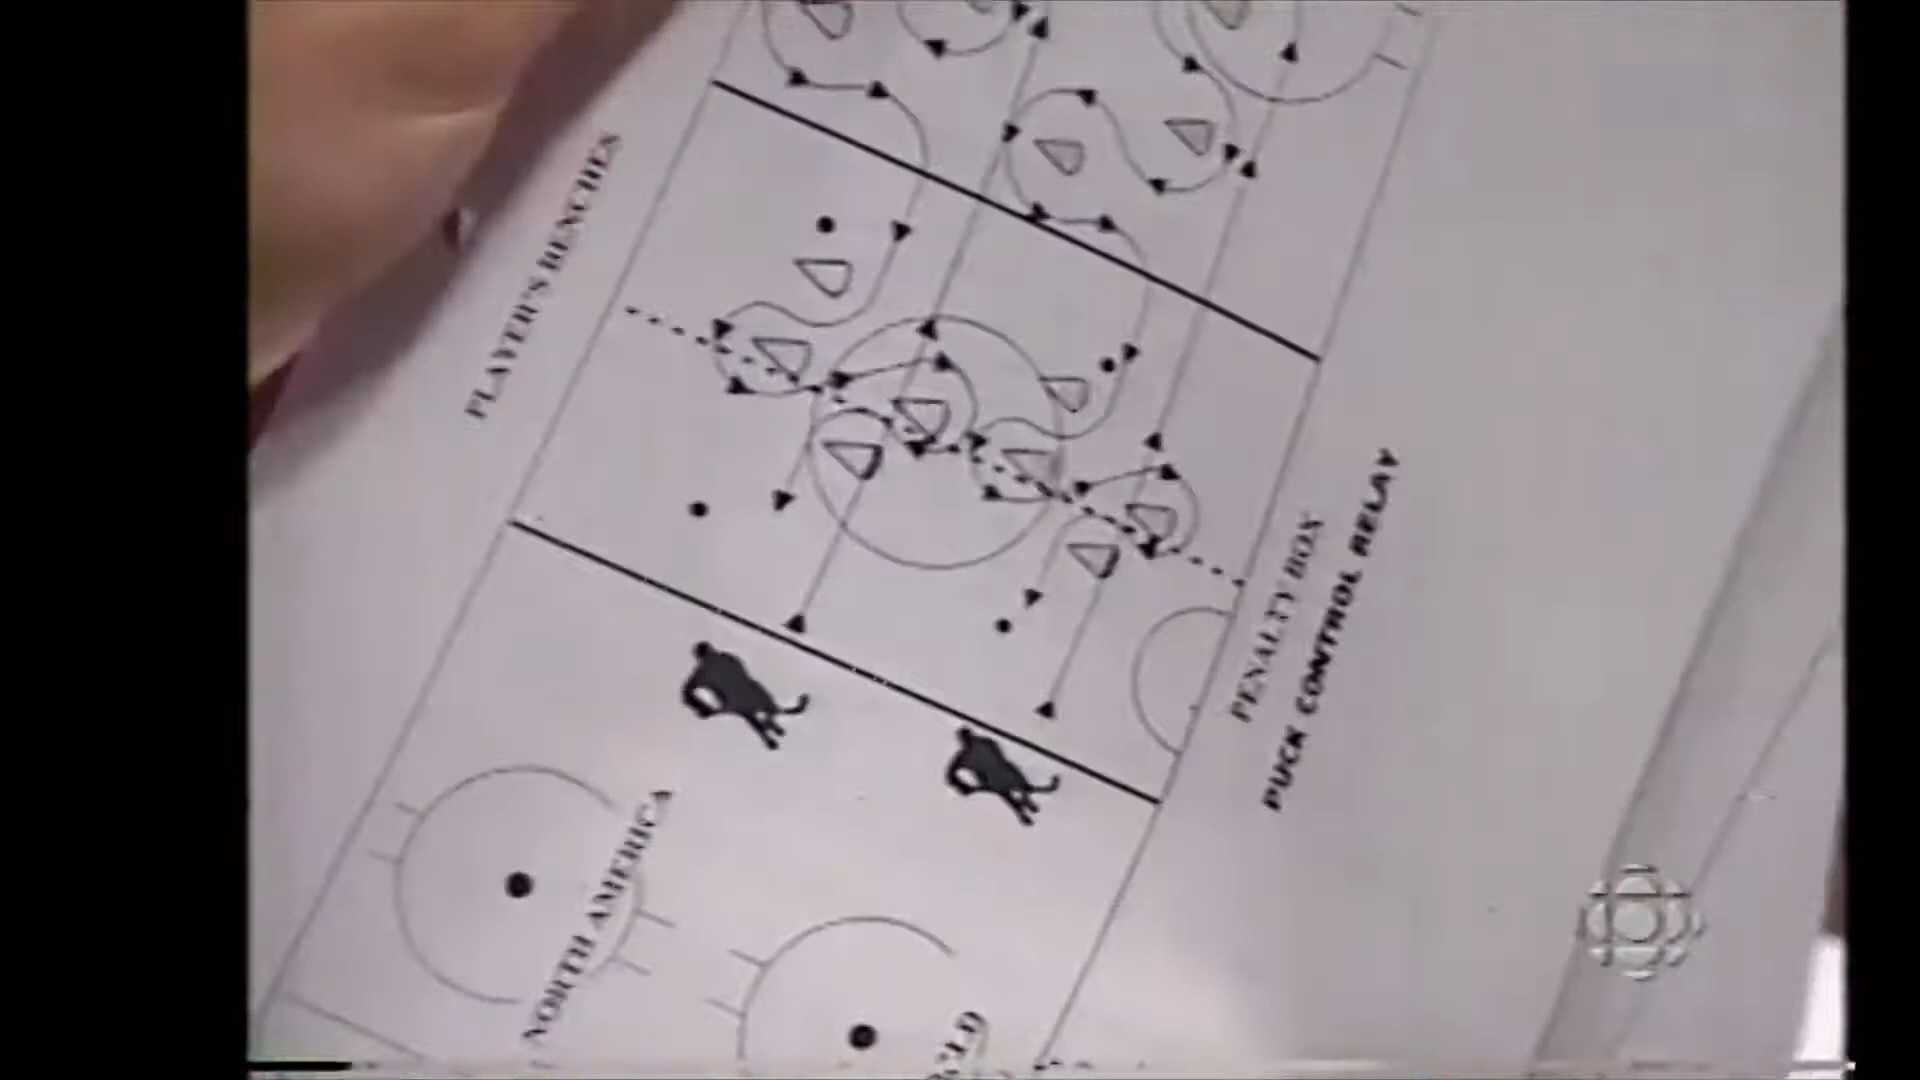 PLAYER'S BENCHES
PENALTY BOX
PUCK CONTROL RELAY
NORTH AMERICA